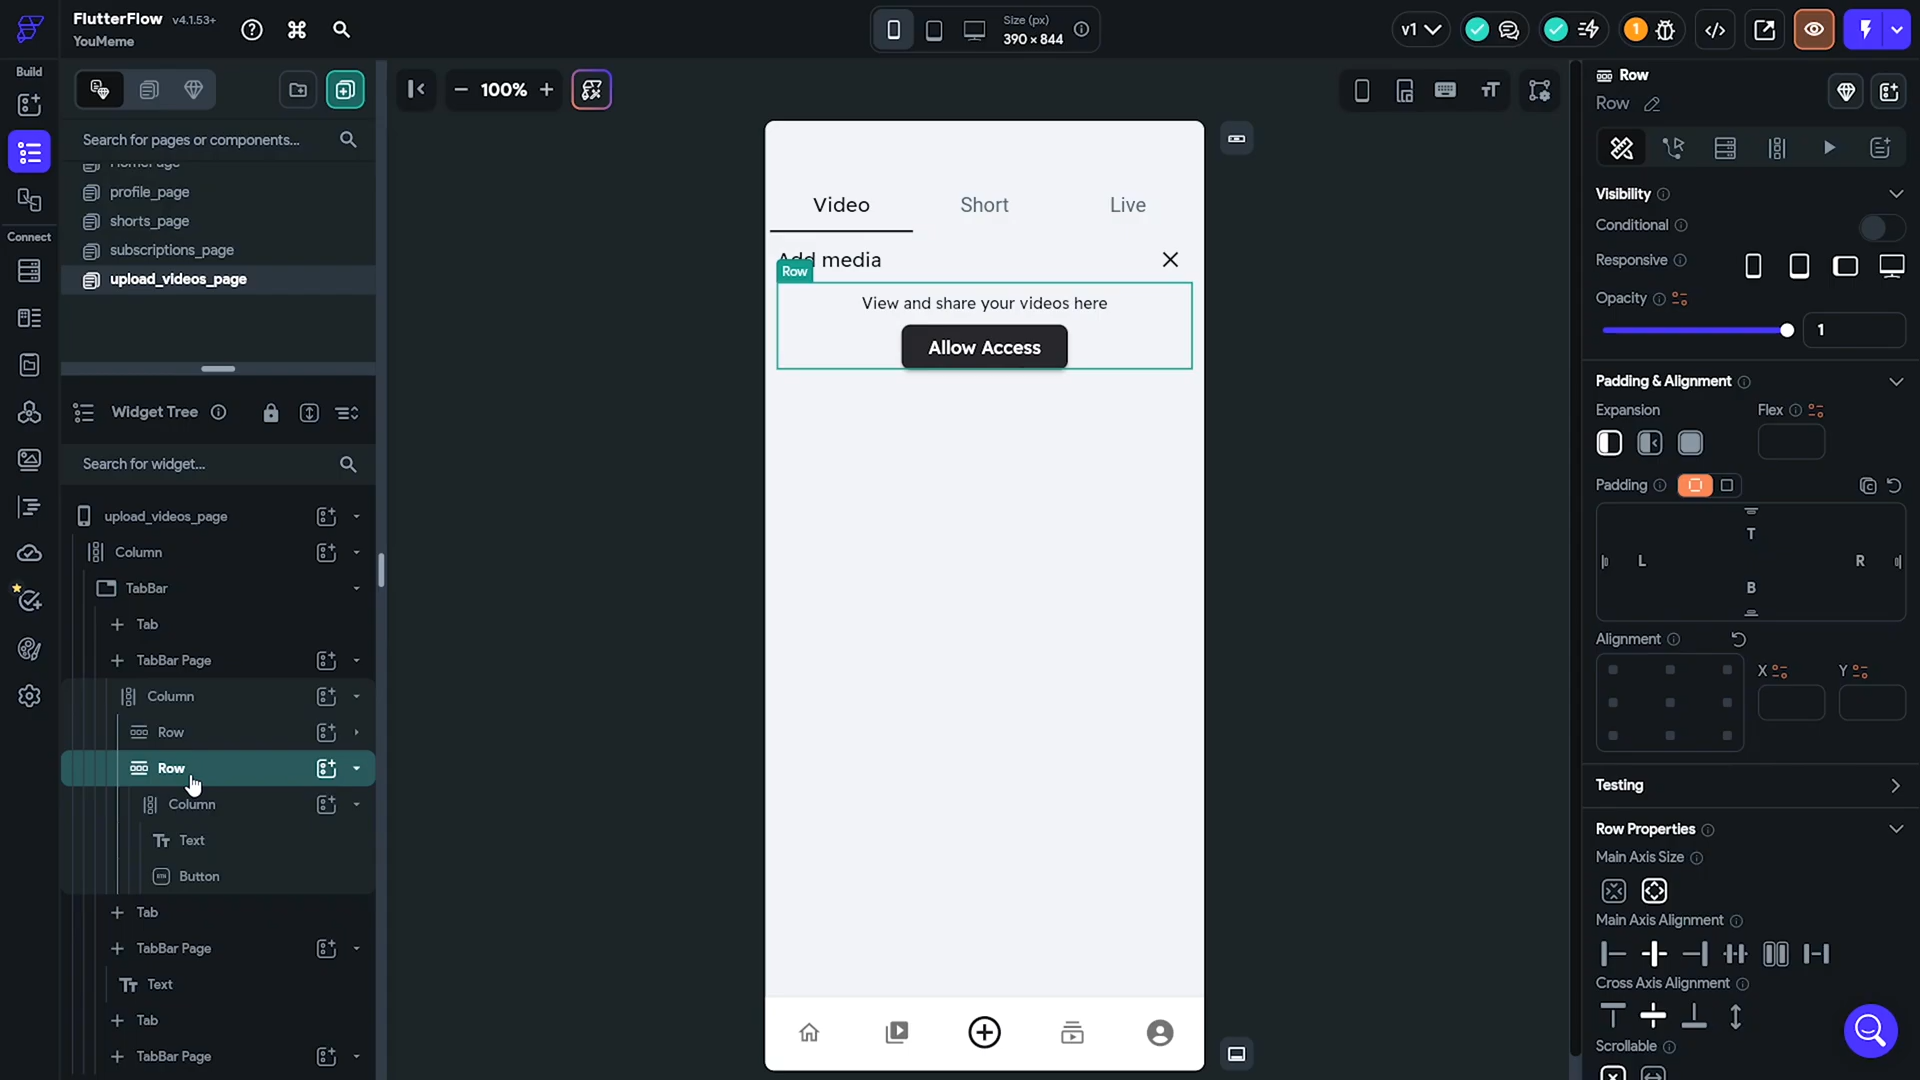 FlutterFlow v4.1.53+
YouMeme
Size (px)
390 × 844
v1
1
Build
Connect
Search for pages or components...
HomePage
profile_page
shorts_page
subscriptions_page
upload_videos_page
Widget Tree
Search for widget...
upload_videos_page
Column
TabBar
Tab
TabBar Page
Column
Row
Row
Column
Text
Button
Tab
TabBar Page
Text
Tab
TabBar Page
100%
Video Short Live
Add media
Row
View and share your videos here
Allow Access
Row
Row
Visibility
Conditional
Responsive
Opacity
1
Padding & Alignment
Expansion Flex
Padding
T
L R
B
Alignment X Y
Testing
Row Properties
Main Axis Size
Main Axis Alignment
Cross Axis Alignment
Scrollable